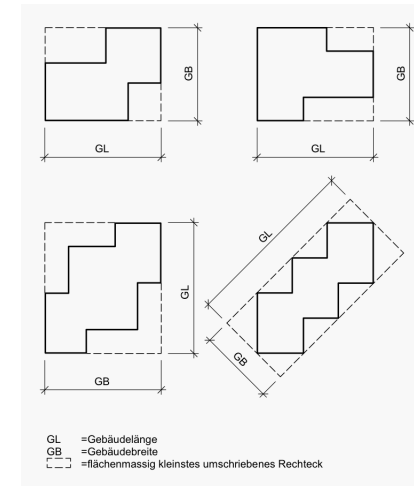 GB
GL
GB
GL
GL
GB
GL
GB
GL =Gebäudelänge
GB =Gebäudebreite
=flächenmassig kleinstes umschriebenes Rechteck